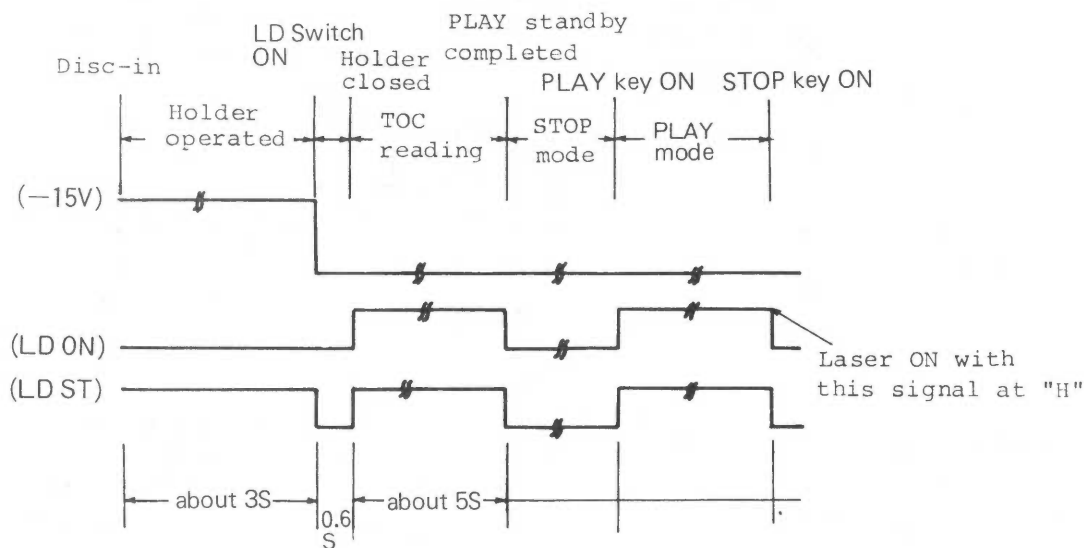 PLAY standby
completed
LD Switch
ON
Holder
closed
Disc-in
PLAY key ON
STOP key ON
Holder
operated
TOC
reading
STOP
mode
PLAY
mode
(—15V)
(LD ON)
(LD ST)
Laser ON with
this signal at "H"
about 3S
0.6
S
about 5S